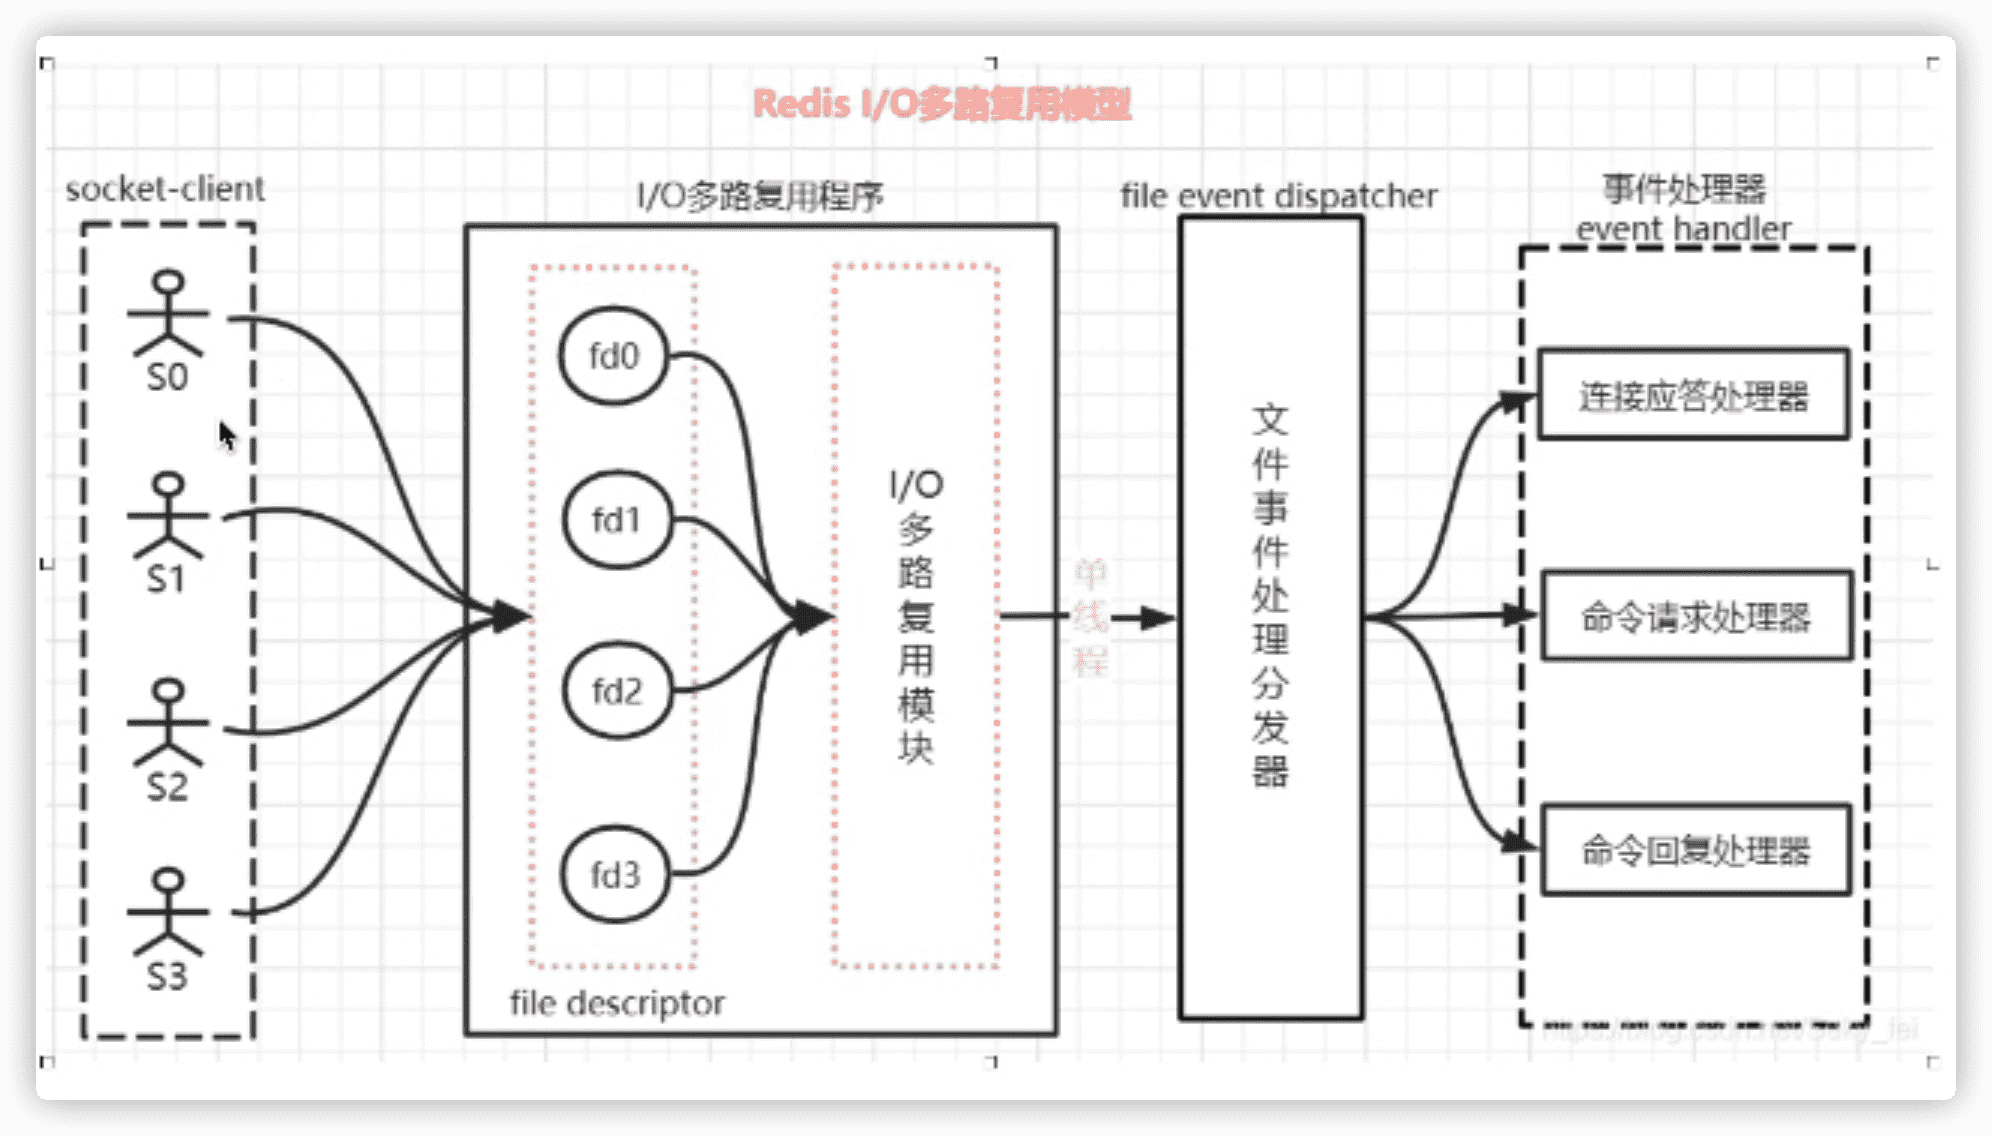 Redis I/O多路复用模型
socket-client
S0
S1
S2
S3
I/O多路复用程序
fd0
fd1
fd2
fd3
file descriptor
I/O多路复用模块
单线程
file event dispatcher
文件事件处理分发器
事件处理器
event handler
连接应答处理器
命令请求处理器
命令回复处理器